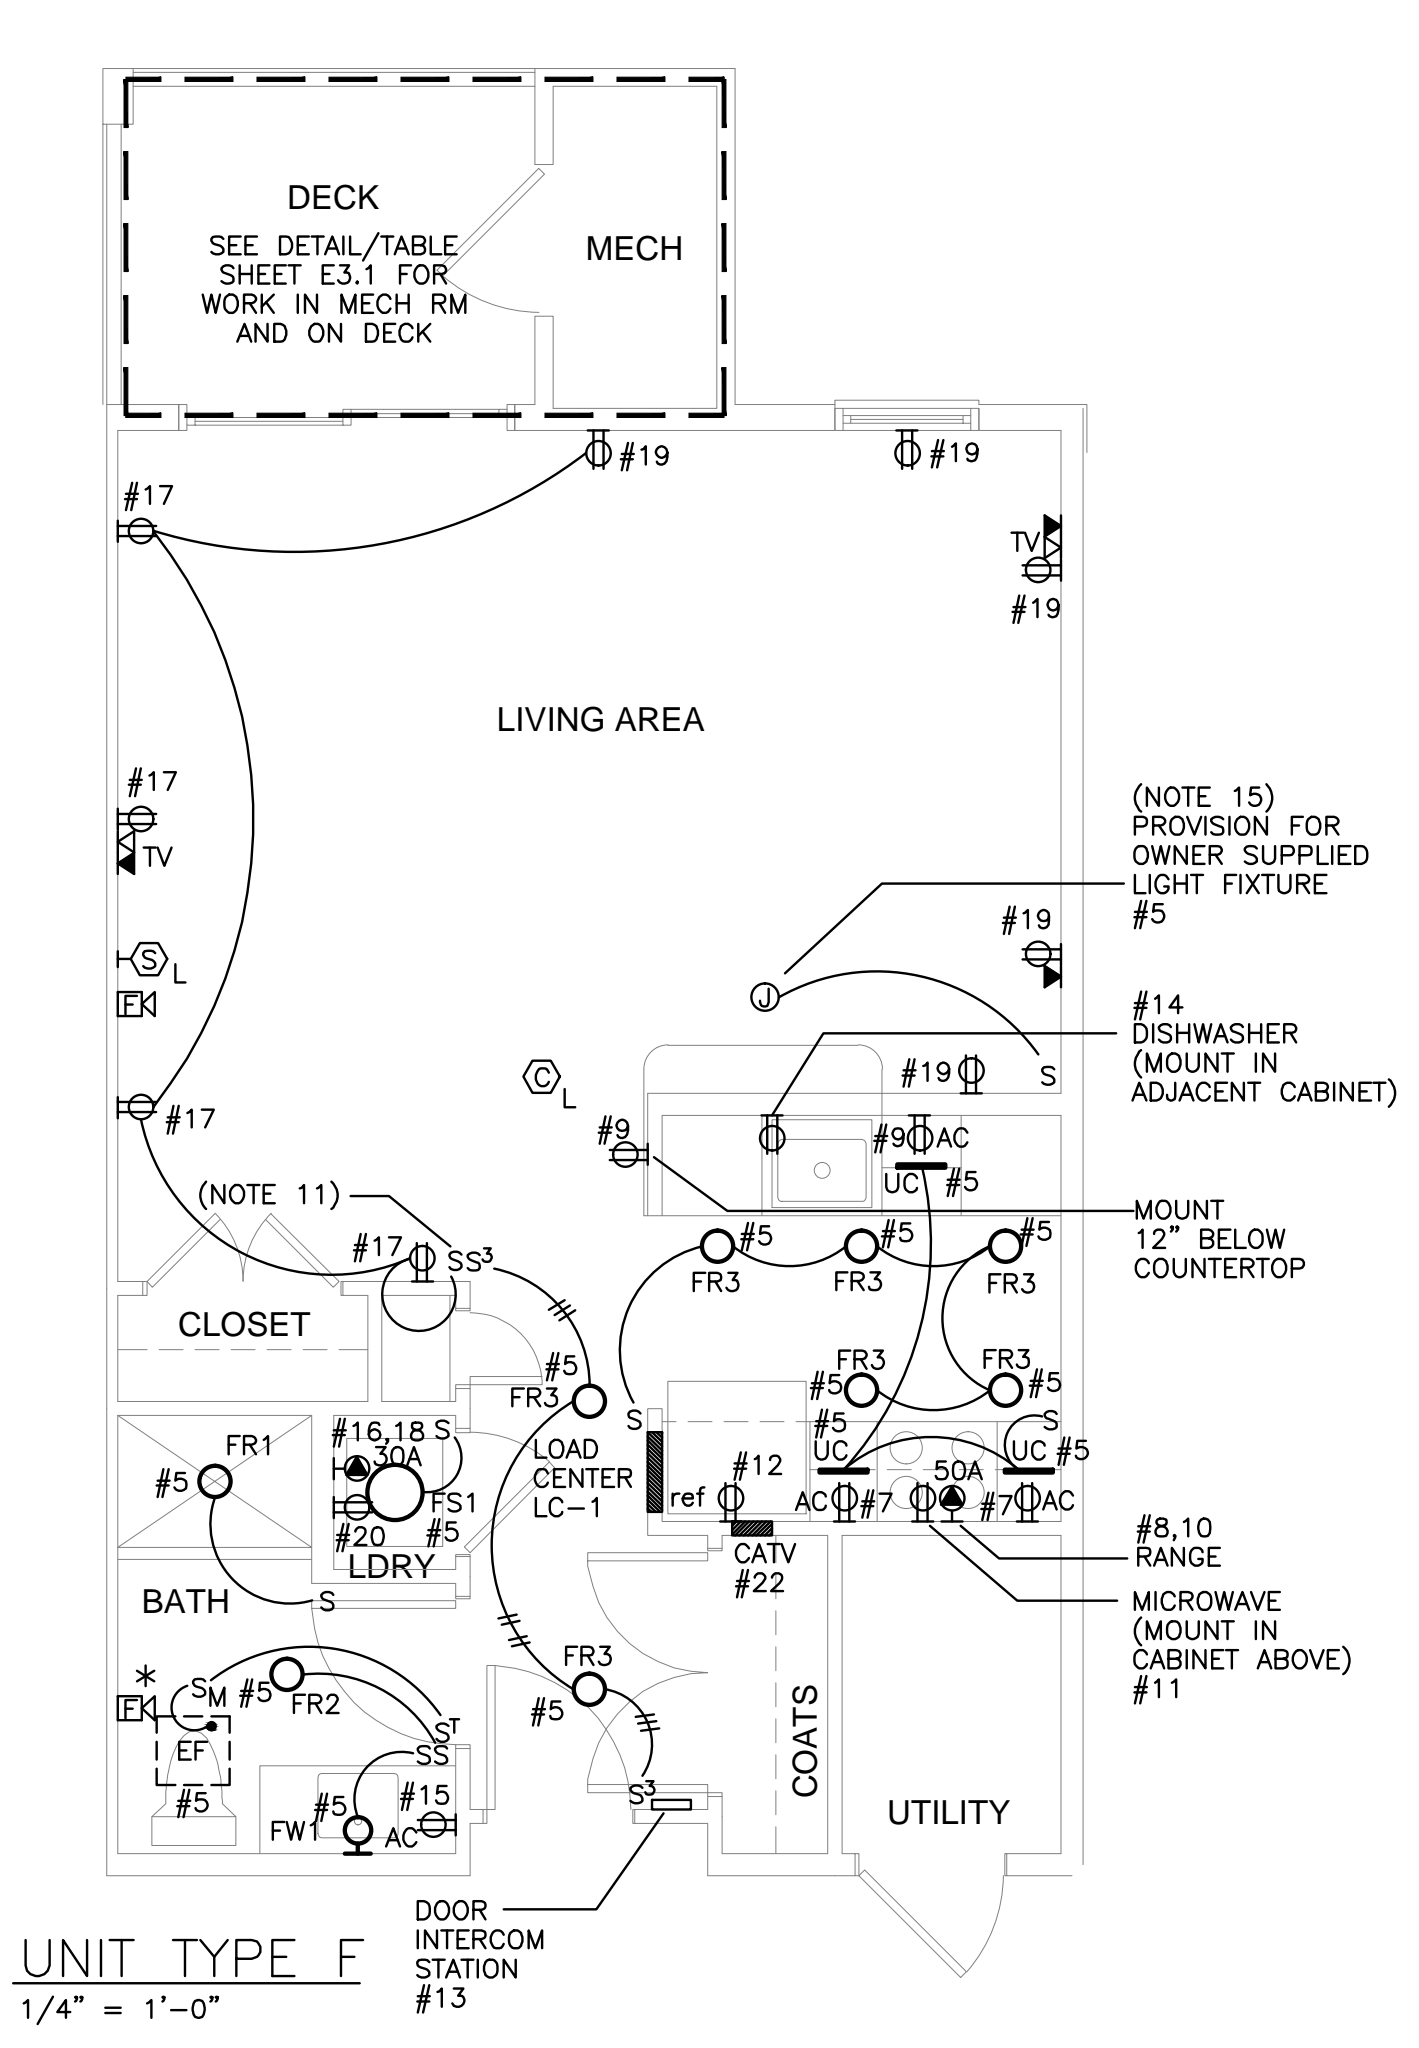 DECK
SEE DETAIL/TABLE
SHEET E3.1 FOR
WORK IN MECH RM
AND ON DECK
MECH
#19
#19
#17
TV
#19
LIVING AREA
#17
TV
(NOTE 15)
PROVISION FOR
OWNER SUPPLIED
LIGHT FIXTURE
#5
#19
S
L
F
J
#14
DISHWASHER
(MOUNT IN
ADJACENT CABINET)
C
L
#19
S
#17
#9
#9
AC
UC
#5
(NOTE 11)
MOUNT
12" BELOW
COUNTERTOP
#17
SS3
#5
#5
#5
FR3
FR3
FR3
CLOSET
#5
FR3
FR3
FR3
#5
#5
S
#5
S
#16,18
30A
S
FR1
#5
LOAD
CENTER
LC-1
UC
UC
#5
#12
50A
ref
AC
#7
#7
AC
FS1
#20
#5
LDRY
CATV
#22
#8,10
RANGE
BATH
S
MICROWAVE
(MOUNT IN
CABINET ABOVE)
#11
*
F
SM
#5
FR2
FR3
#5
COATS
ST
SS
EF
#5
#5
#15
FW1
AC
S3
UTILITY
DOOR
INTERCOM
STATION
#13
UNIT TYPE F
1/4" = 1'-0"